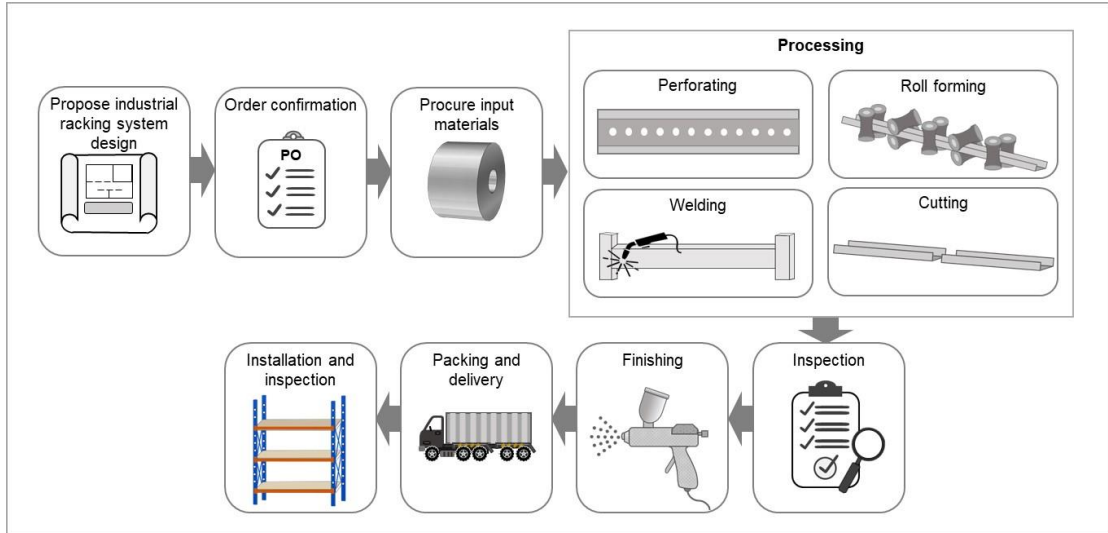 Processing
Propose industrial
racking system
design
Order confirmation
PO
Procure input
materials
Perforating
Roll forming
Welding
Cutting
Installation and
inspection
Packing and
delivery
Finishing
Inspection